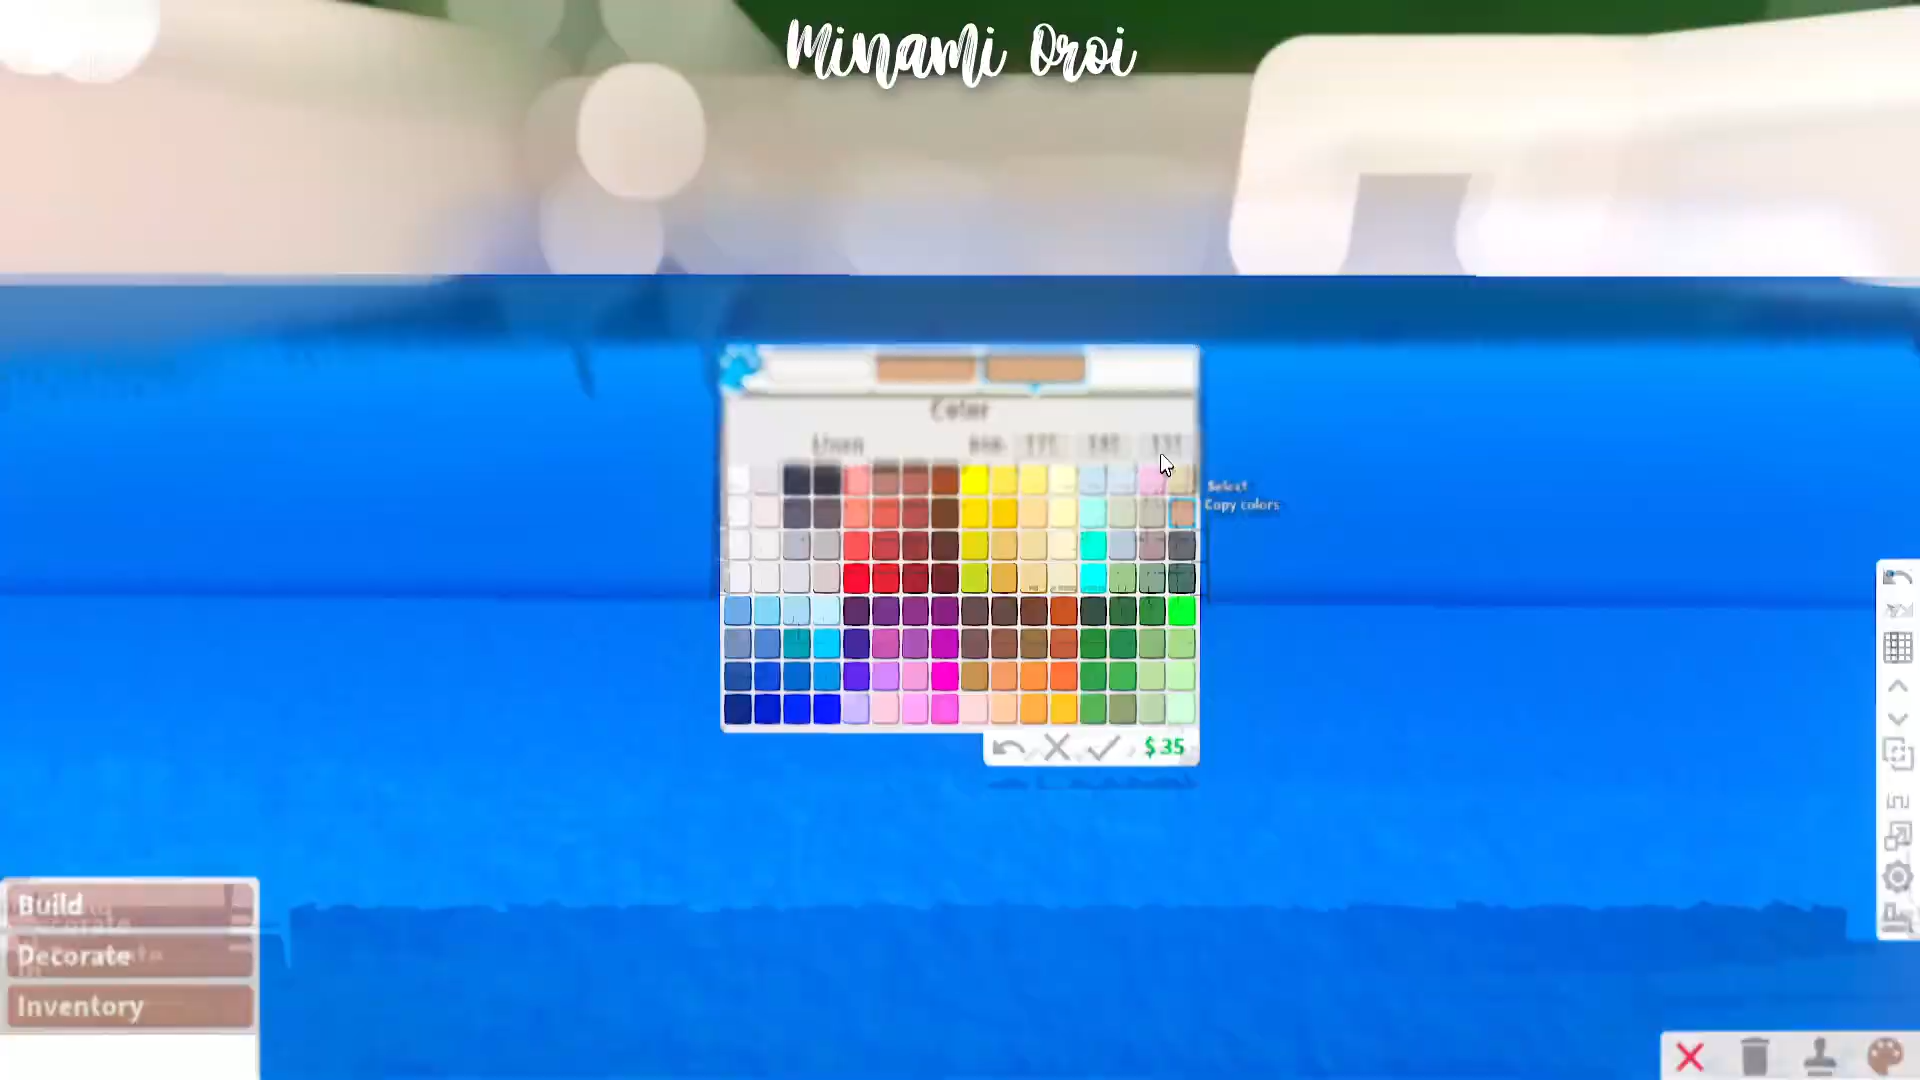 Minami Oroi
Color
Select
Copy colors
$35
Build
Decorate
Inventory